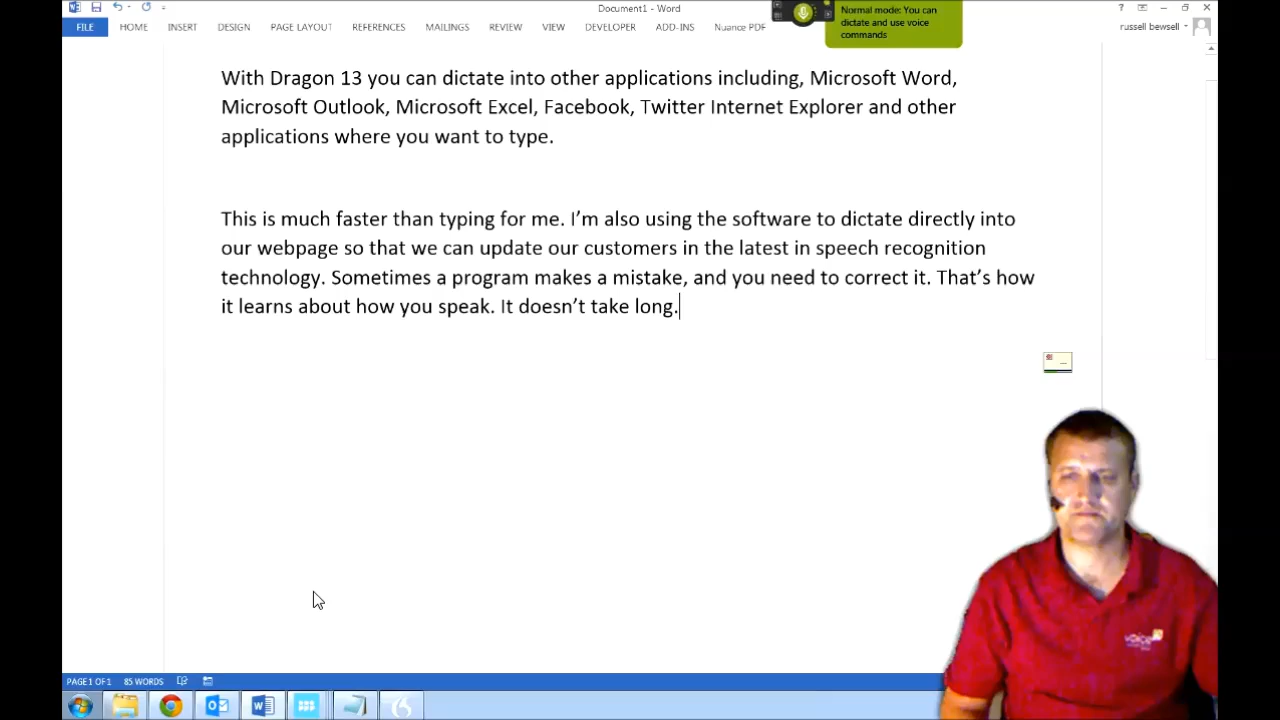 Document1 - Word
Normal mode: You can
dictate and use voice
commands
?
russell bewsell
FILE HOME INSERT DESIGN PAGE LAYOUT REFERENCES MAILINGS REVIEW VIEW DEVELOPER ADD-INS Nuance PDF
With Dragon 13 you can dictate into other applications including, Microsoft Word,
Microsoft Outlook, Microsoft Excel, Facebook, Twitter Internet Explorer and other
applications where you want to type.
This is much faster than typing for me. I’m also using the software to dictate directly into
our webpage so that we can update our customers in the latest in speech recognition
technology. Sometimes a program makes a mistake, and you need to correct it. That’s how
it learns about how you speak. It doesn’t take long.
voice
PAGE 1 OF 1 85 WORDS